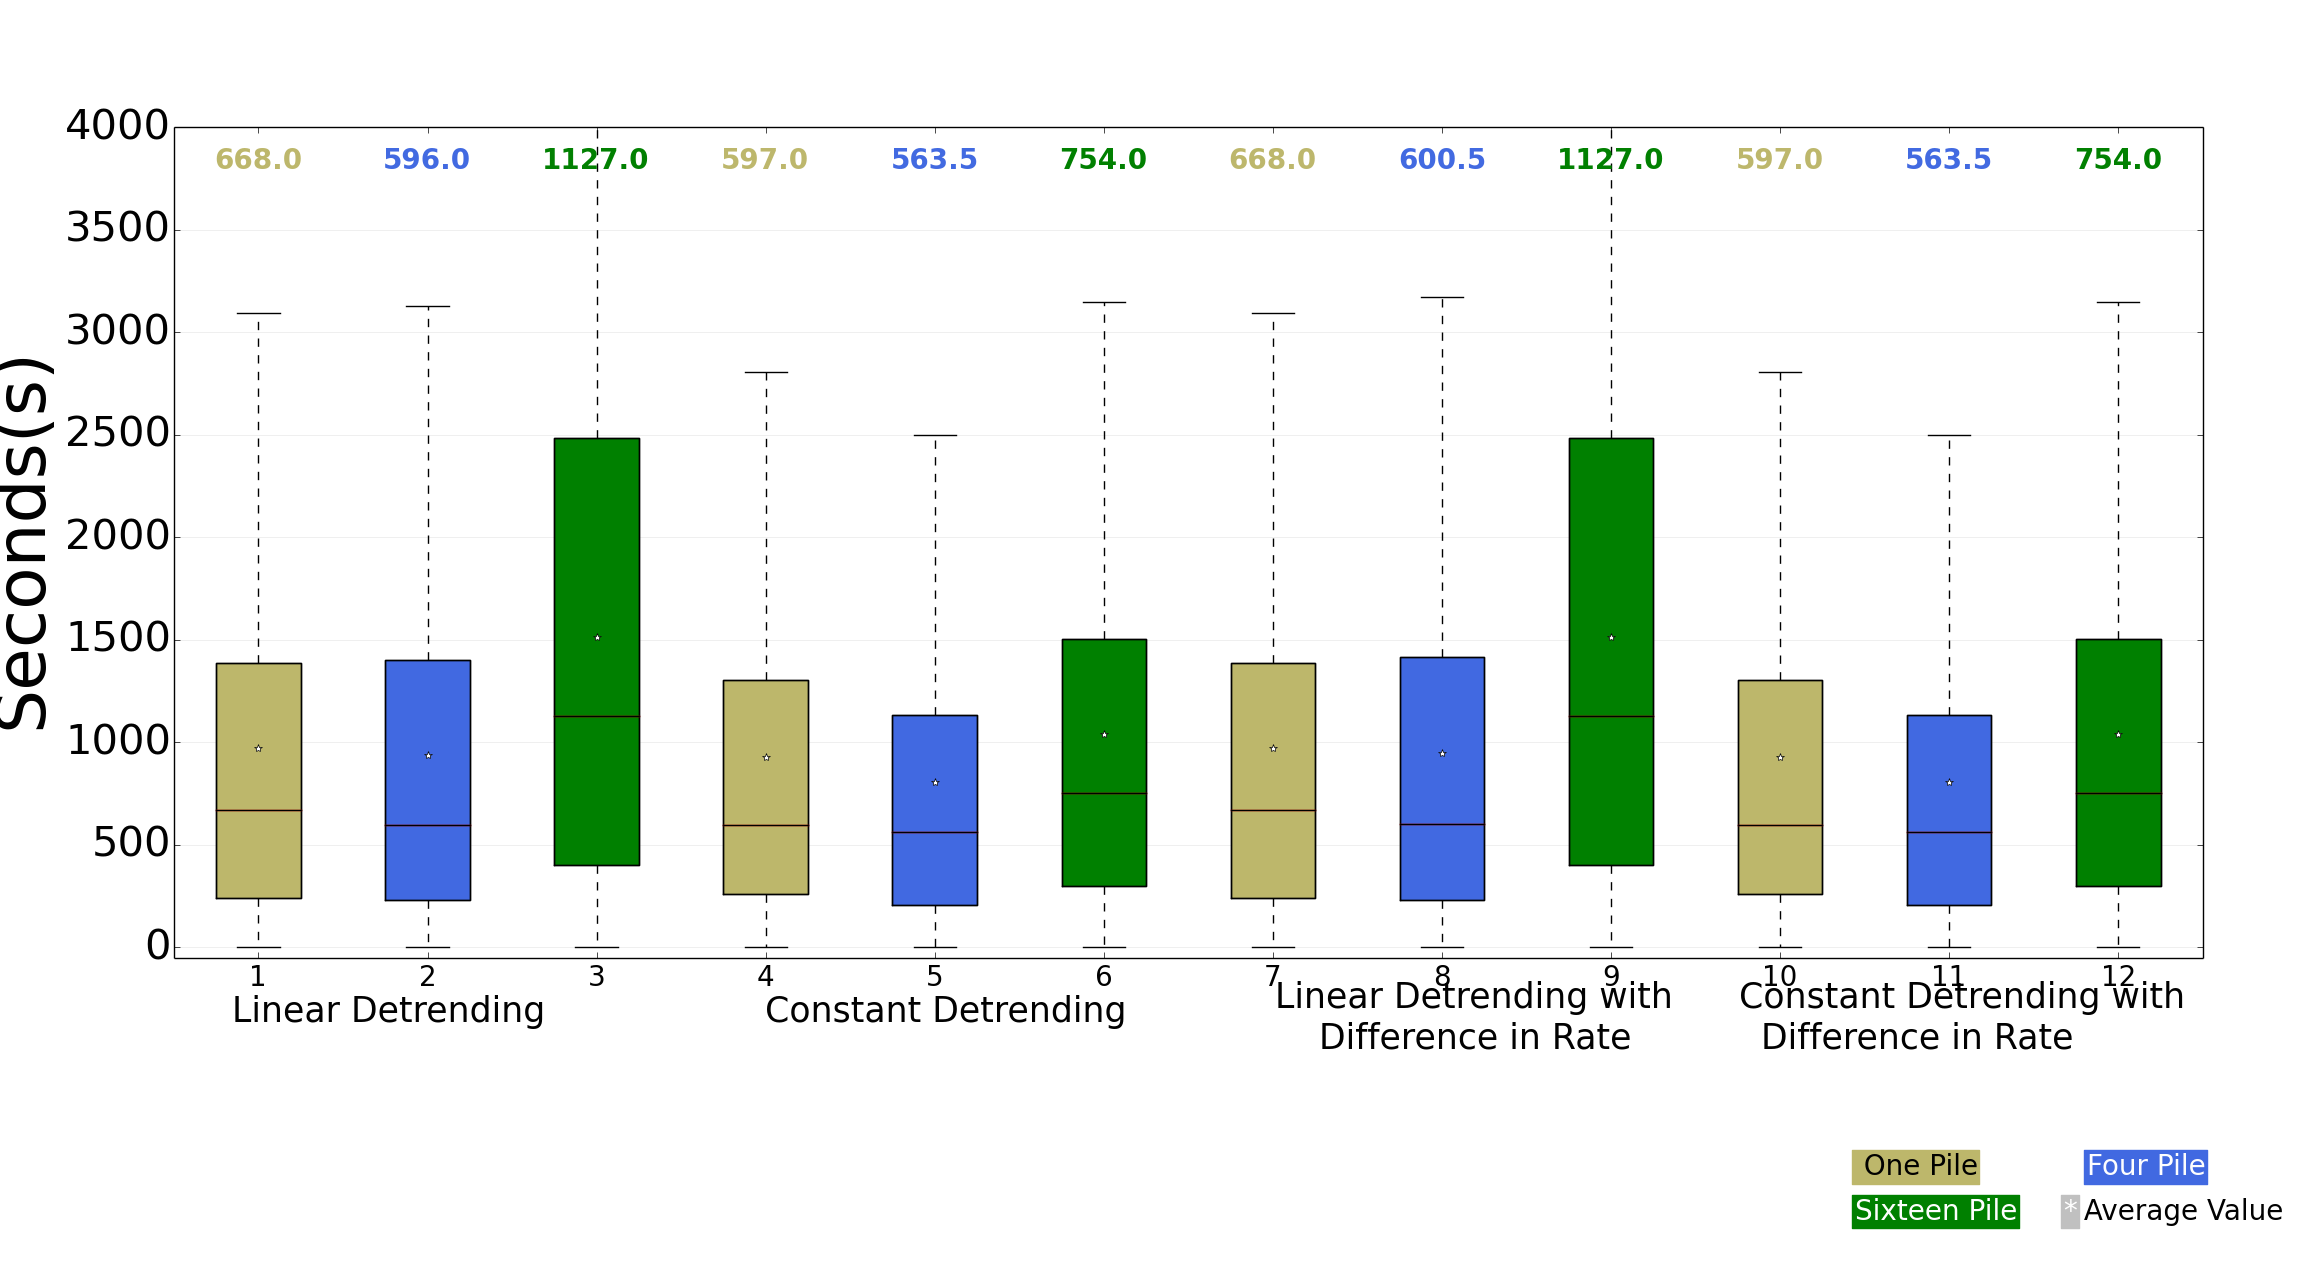 4000
668.0 596.0 1127.0 597.0 563.5 754.0 668.0 600.5 1127.0 597.0 563.5 754.0
3500
3000
2500
2000
1500
1000
500
0
Seconds(s)
1 2 3 4 5 6 7 8 9 10 11 12
Linear Detrending
Constant Detrending
Linear Detrending with
Difference in Rate
Constant Detrending with
Difference in Rate
One Pile
Four Pile
Sixteen Pile
* Average Value